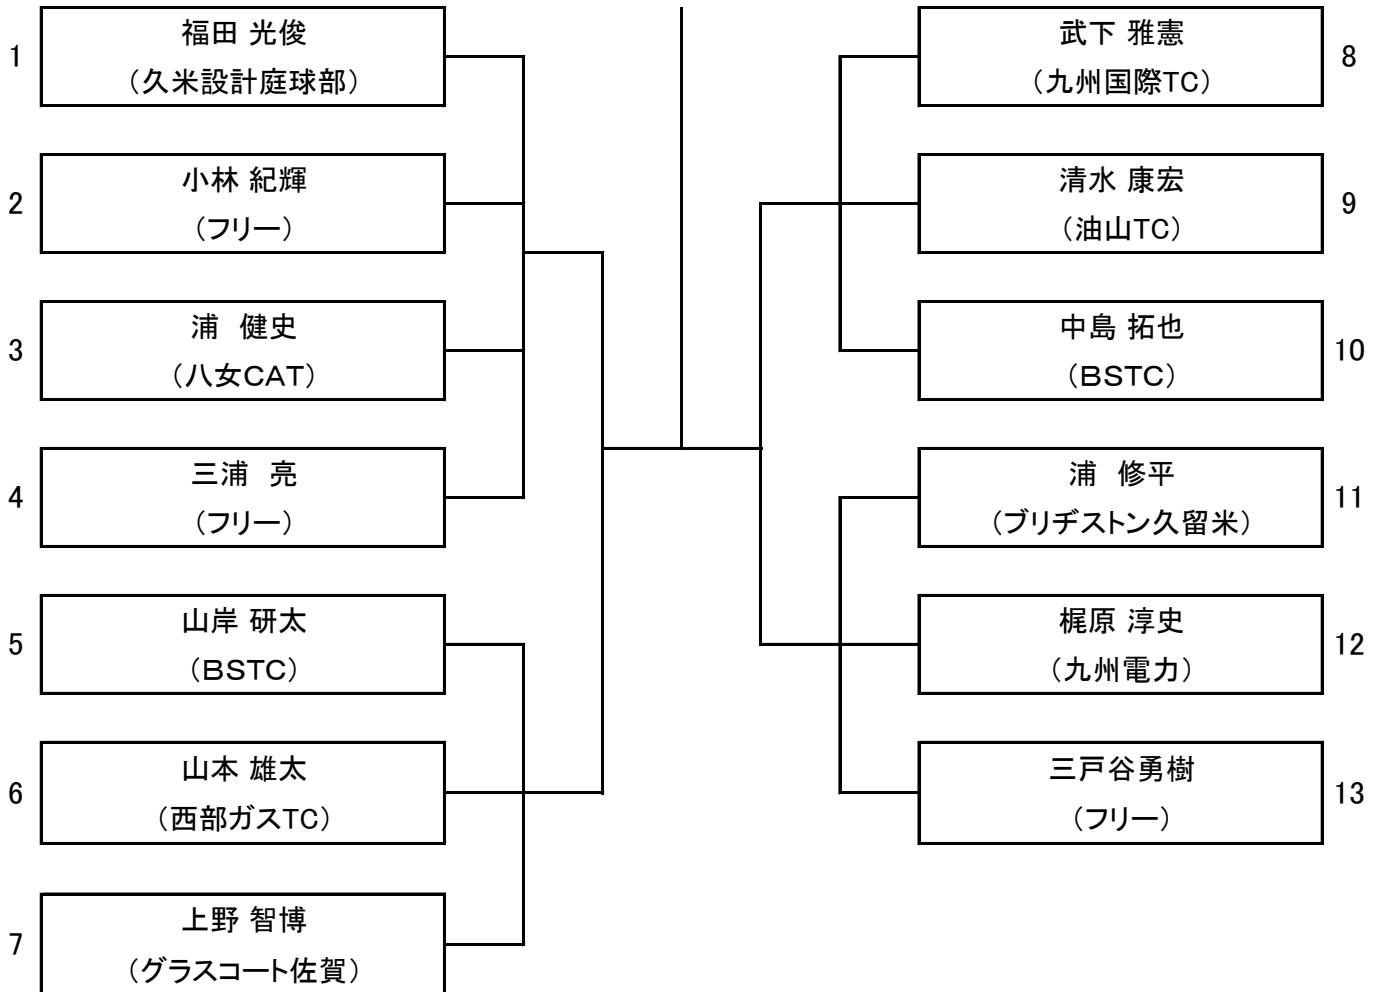 1
福田 光俊
（久米設計庭球部）
2
小林 紀輝
（フリー）
3
浦　健史
（八女CAT）
4
三浦　亮
（フリー）
5
山岸 研太
（BSTC）
6
山本 雄太
（西部ガスTC）
7
上野 智博
（グラスコート佐賀）
武下 雅憲
（九州国際TC）
8
清水 康宏
（油山TC）
9
中島 拓也
（BSTC）
10
浦　修平
（ブリヂストン久留米）
11
梶原 淳史
（九州電力）
12
三戸谷勇樹
（フリー）
13